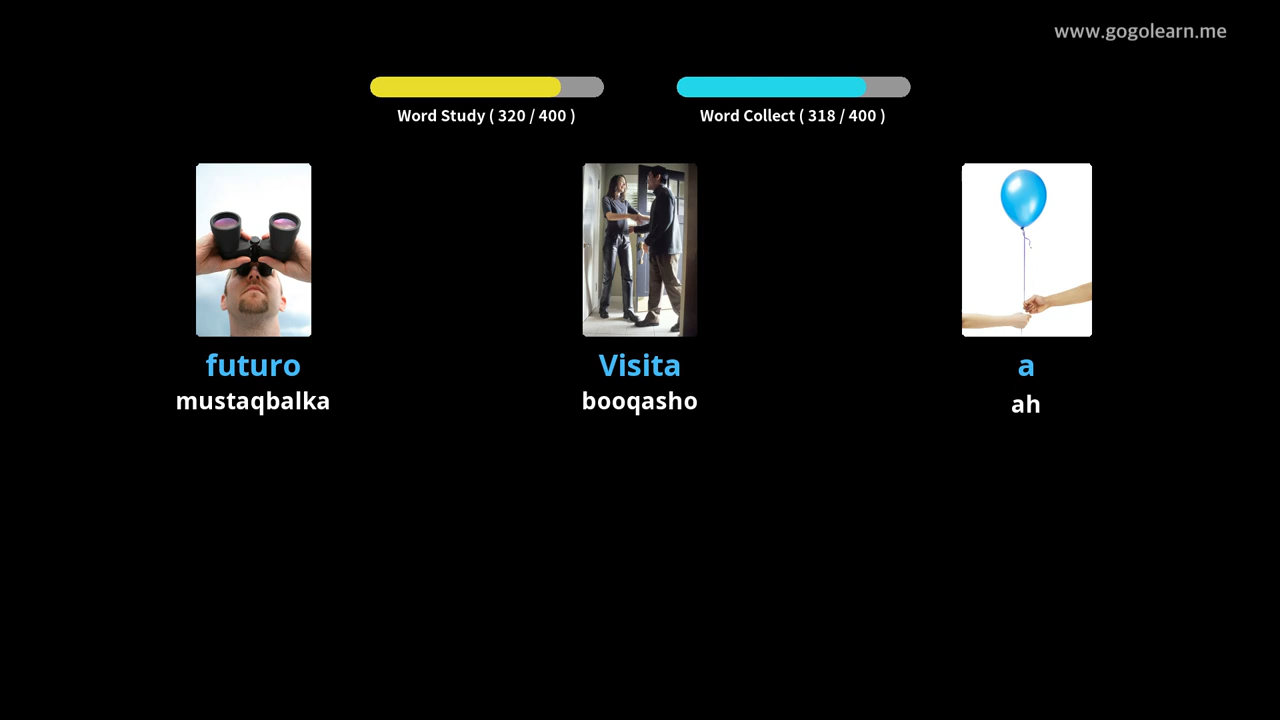 www.gogolearn.me
Word Study ( 320 / 400 )
Word Collect ( 318 / 400 )
futuro
mustaqbalka
Visita
booqasho
a
ah